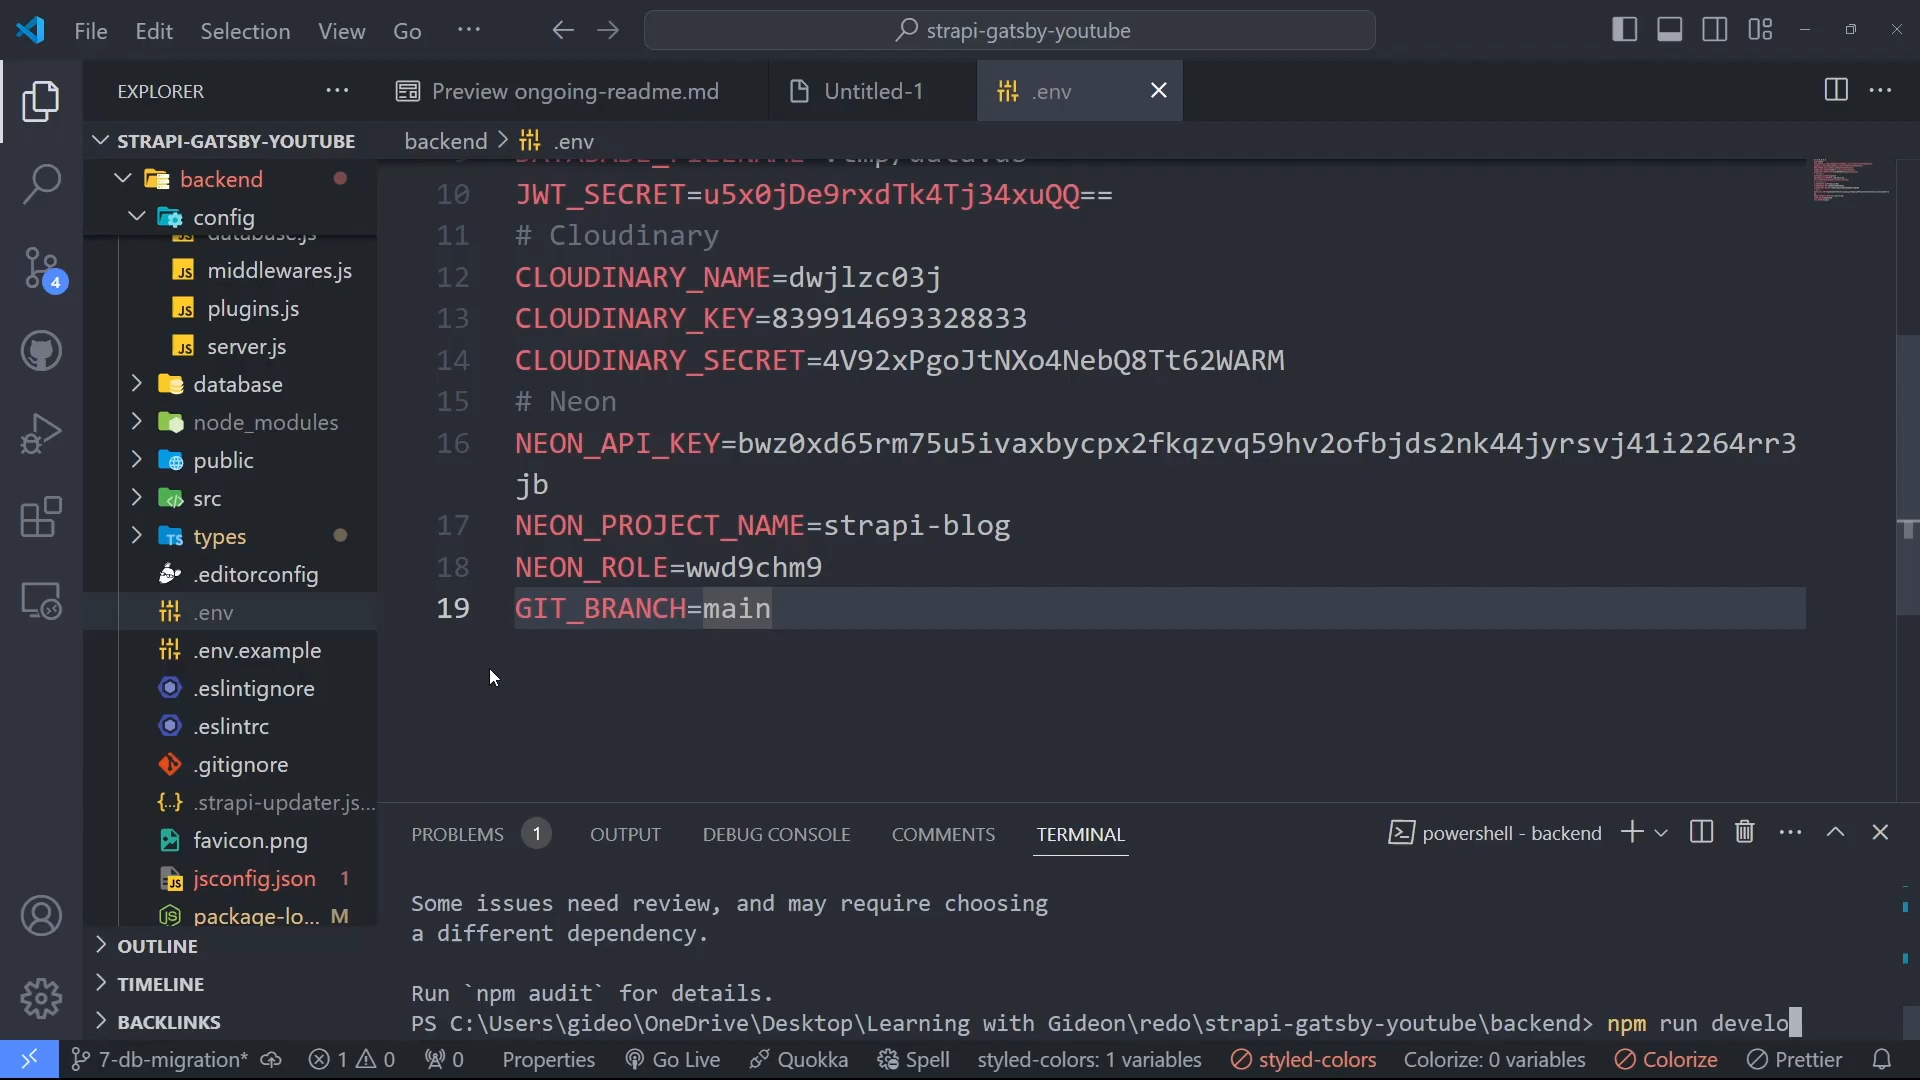 File Edit Selection View Go ... strapi-gatsby-youtube
EXPLORER
Preview ongoing-readme.md Untitled-1 .env
STRAPI-GATSBY-YOUTUBE
backend > .env
backend
config
database.js
middlewares.js
plugins.js
server.js
database
node_modules
public
src
types
.editorconfig
.env
.env.example
.eslintignore
.eslintrc
.gitignore
.strapi-updater.js...
favicon.png
jsconfig.json 1
package-lo... M
OUTLINE
TIMELINE
BACKLINKS
4
10 JWT_SECRET=u5x0jDe9rxdTk4Tj34xuQQ==
11 # Cloudinary
12 CLOUDINARY_NAME=dwjlzc03j
13 CLOUDINARY_KEY=839914693328833
14 CLOUDINARY_SECRET=4V92xPgoJtNXo4NebQ8Tt62WARM
15 # Neon
16 NEON_API_KEY=bwz0xd65rm75u5ivaxbycpx2fkqzvq59hv2ofbjds2nk44jyrsvj41i2264rr3
jb
17 NEON_PROJECT_NAME=strapi-blog
18 NEON_ROLE=wwd9chm9
19 GIT_BRANCH=main
PROBLEMS 1 OUTPUT DEBUG CONSOLE COMMENTS TERMINAL powershell - backend
Some issues need review, and may require choosing
a different dependency.
Run `npm audit` for details.
PS C:\Users\gideo\OneDrive\Desktop\Learning with Gideon\redo\strapi-gatsby-youtube\backend> npm run develo
7-db-migration* 1 0 0 Properties Go Live Quokka Spell styled-colors: 1 variables styled-colors Colorize: 0 variables Colorize Prettier